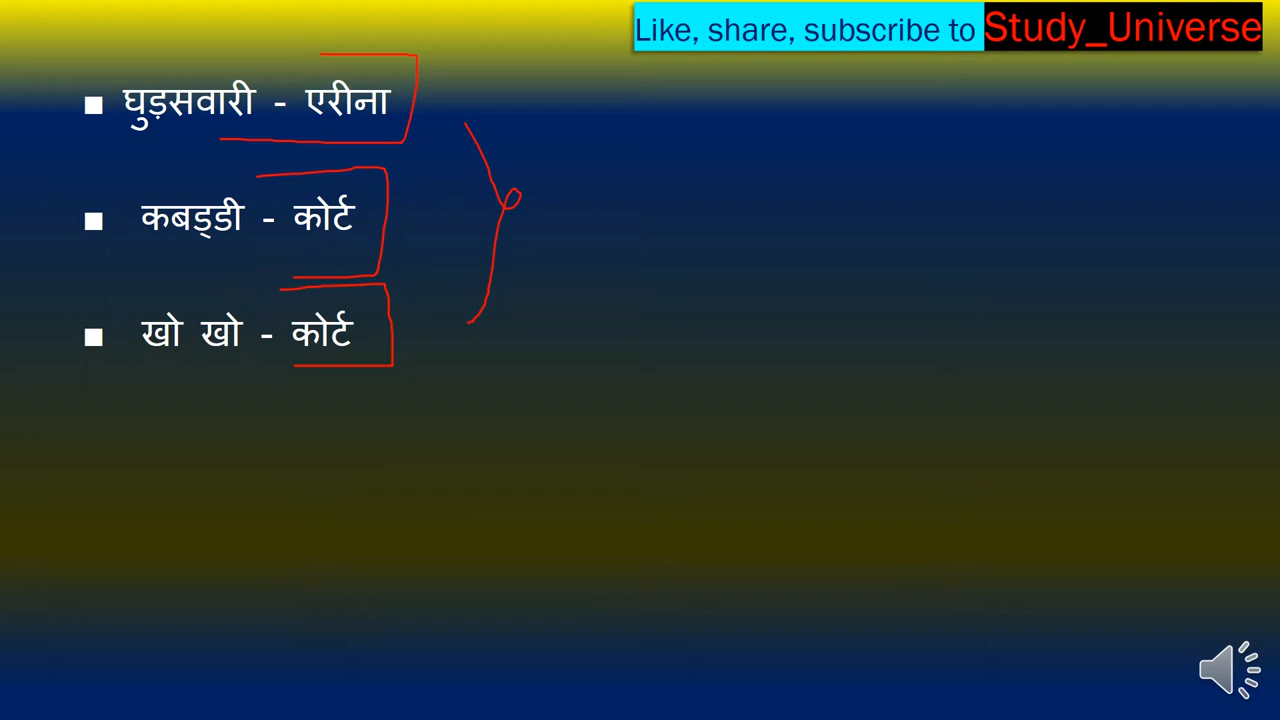 Like, share, subscribe to Study_Universe
▪ घुड़सवारी - एरीना
▪ कबड्डी - कोर्ट
▪ खो खो - कोर्ट